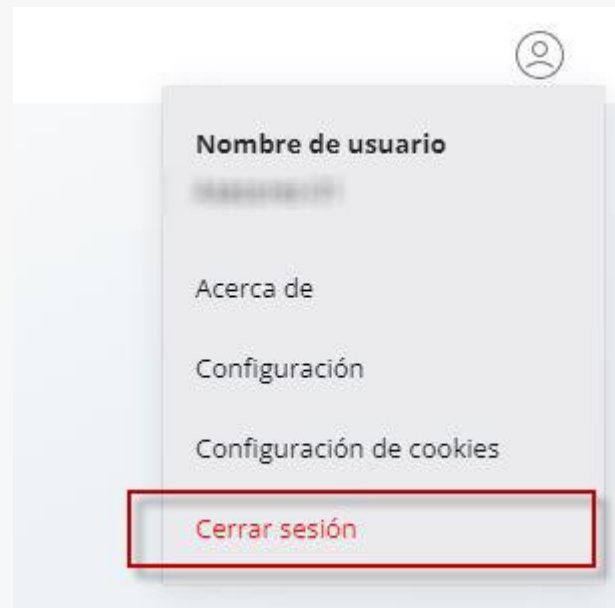 Nombre de usuario
Acerca de
Configuración
Configuración de cookies
Cerrar sesión